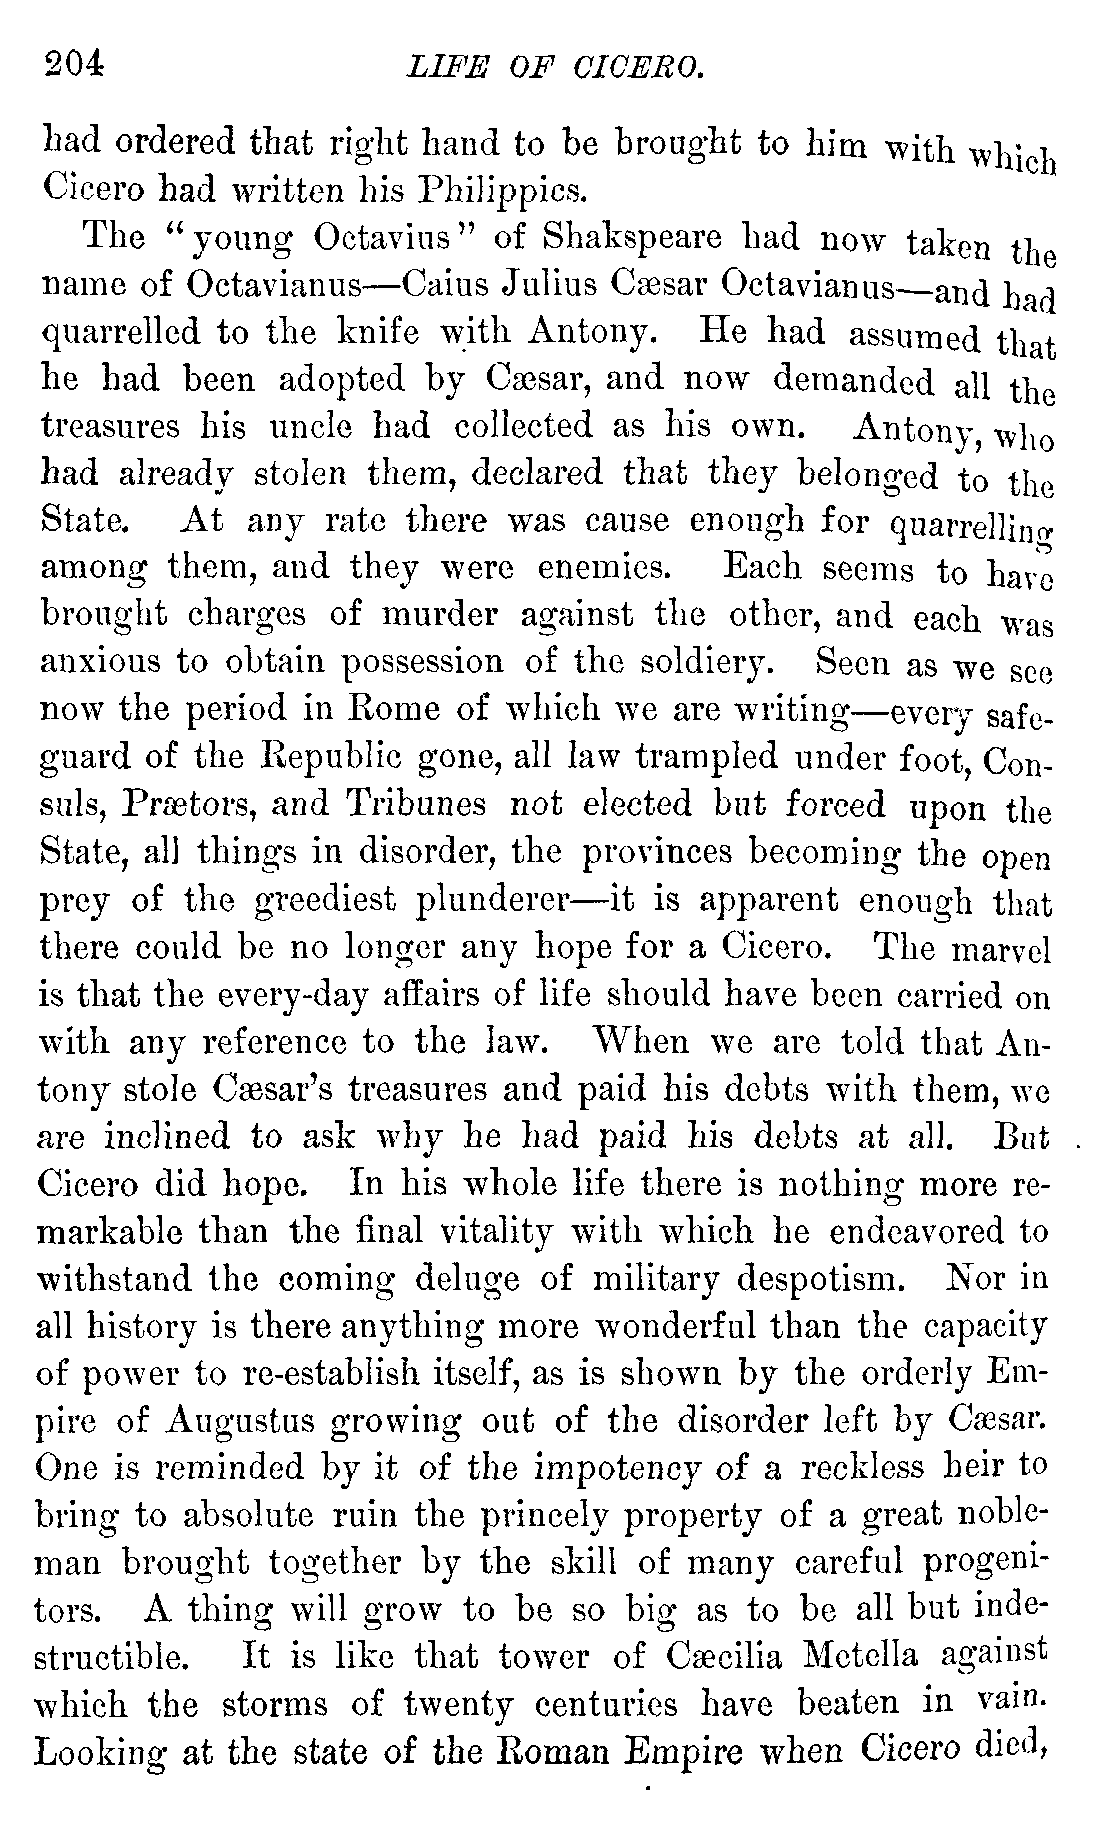 204 LIFE OF CICERO.
had ordered that right hand to be brought to him with which
Cicero had written his Philippics.
The “young Octavius” of Shakspeare had now taken the
name of Octavianus—Caius Julius Cæsar Octavianus—and had
quarrelled to the knife with Antony. He had assumed that
he had been adopted by Cæsar, and now demanded all the
treasures his uncle had collected as his own. Antony, who
had already stolen them, declared that they belonged to the
State. At any rate there was cause enough for quarrelling
among them, and they were enemies. Each seems to have
brought charges of murder against the other, and each was
anxious to obtain possession of the soldiery. Seen as we see
now the period in Rome of which we are writing—every safe-
guard of the Republic gone, all law trampled under foot, Con-
suls, Prætors, and Tribunes not elected but forced upon the
State, all things in disorder, the provinces becoming the open
prey of the greediest plunderer—it is apparent enough that
there could be no longer any hope for a Cicero. The marvel
is that the every-day affairs of life should have been carried on
with any reference to the law. When we are told that An-
tony stole Cæsar’s treasures and paid his debts with them, we
are inclined to ask why he had paid his debts at all. But
Cicero did hope. In his whole life there is nothing more re-
markable than the final vitality with which he endeavored to
withstand the coming deluge of military despotism. Nor in
all history is there anything more wonderful than the capacity
of power to re-establish itself, as is shown by the orderly Em-
pire of Augustus growing out of the disorder left by Cæsar.
One is reminded by it of the impotency of a reckless heir to
bring to absolute ruin the princely property of a great noble-
man brought together by the skill of many careful progeni-
tors. A thing will grow to be so big as to be all but inde-
structible. It is like that tower of Cæcilia Metella against
which the storms of twenty centuries have beaten in vain.
Looking at the state of the Roman Empire when Cicero died,